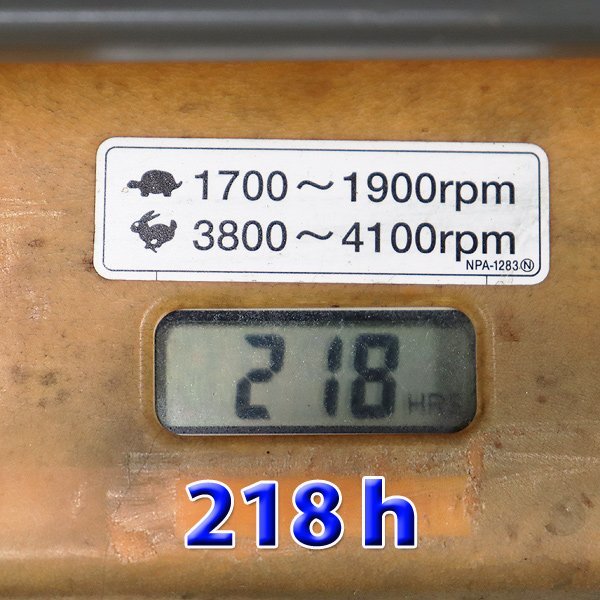 1700～1900rpm
3800～4100rpm
NPA-1283Ⓝ
218 HRS
218 h